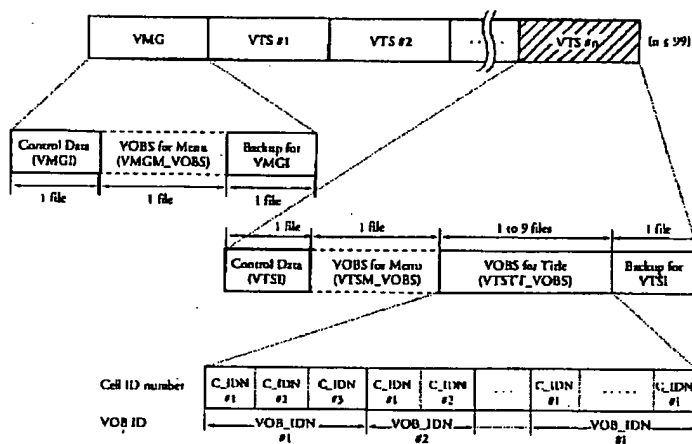 VMG VTS #1 VTS #2 ..... VTS #n (n ≤ 99)
Control Data (VMGI)
VOBS for Menu (VMGM_VOBS)
Backup for VMGI
1 file 1 file 1 file
1 file 1 file 1 to 9 files 1 file
Control Data (VTSI)
VOBS for Menu (VTSM_VOBS)
VOBS for Title (VTSTT_VOBS)
Backup for VTSI
Cell ID number C_IDN #1 C_IDN #2 C_IDN #3 C_IDN #1 C_IDN #2 ..... C_IDN #1 ...... C_IDN #1
VOB ID VOB_IDN #1 VOB_IDN #2 VOB_IDN #1